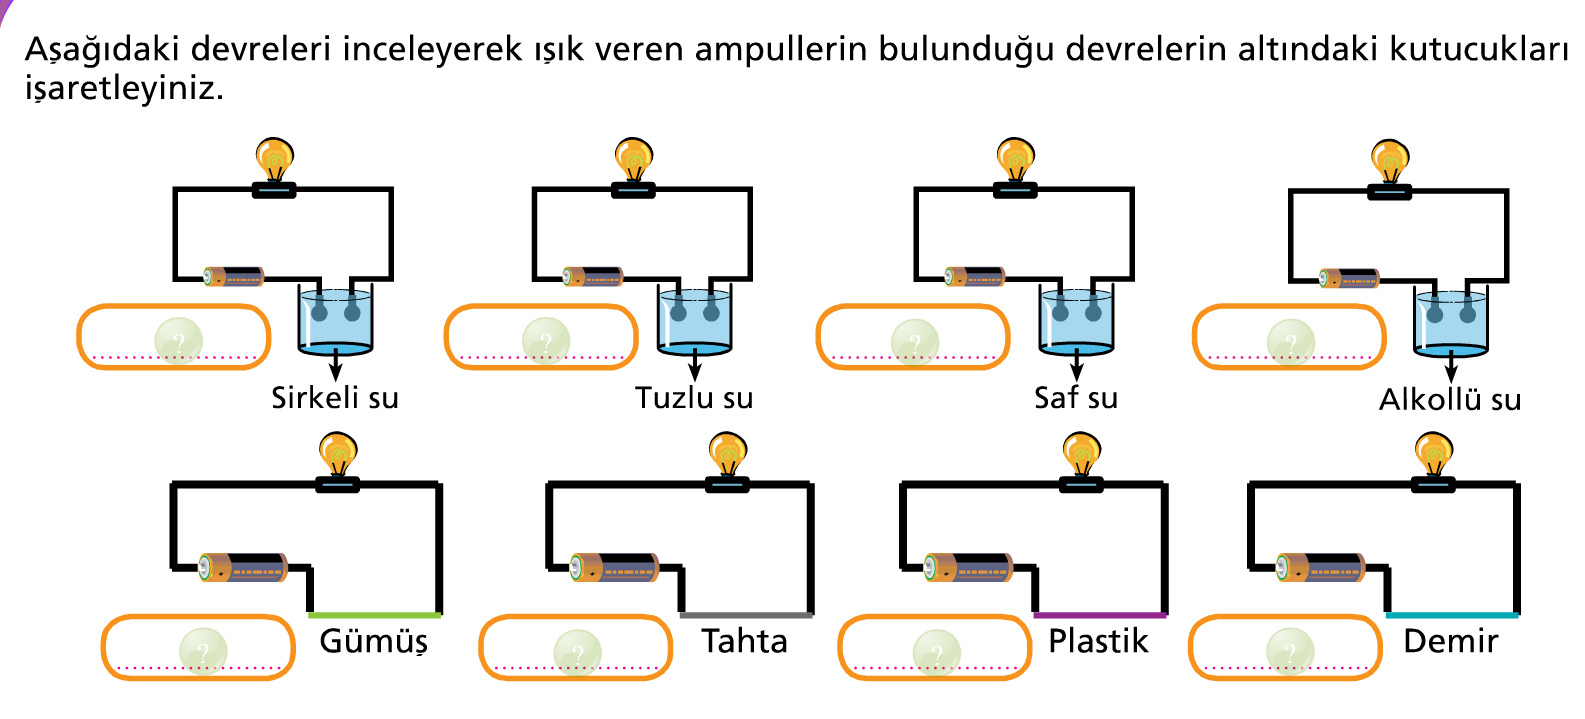 Aşağıdaki devreleri inceleyerek ışık veren ampullerin bulunduğu devrelerin altındaki kutucukları
işaretleyiniz.
? ? ? ?
Sirkeli su Tuzlu su Saf su Alkollü su
Gümüş Tahta Plastik Demir
? ? ? ?